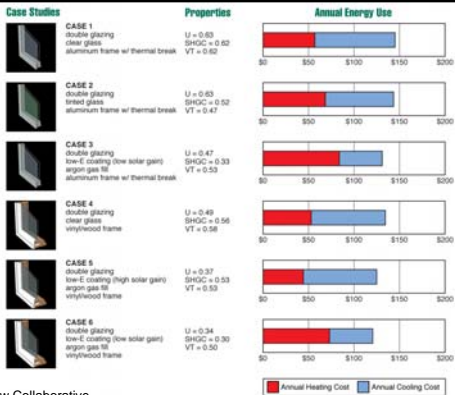 Case Studies Properties Annual Energy Use
CASE 1
double glazing
clear glass
aluminum frame w/ thermal break
U = 0.63
SHGC = 0.62
VT = 0.62
$0 $50 $100 $150 $200
CASE 2
double glazing
tinted glass
aluminum frame w/ thermal break
U = 0.63
SHGC = 0.52
VT = 0.47
$0 $50 $100 $150 $200
CASE 3
double glazing
low-E coating (low solar gain)
argon gas fill
aluminum frame w/ thermal break
U = 0.47
SHGC = 0.33
VT = 0.53
$0 $50 $100 $150 $200
CASE 4
double glazing
clear glass
vinyl/wood frame
U = 0.49
SHGC = 0.56
VT = 0.58
$0 $50 $100 $150 $200
CASE 5
double glazing
low-E coating (high solar gain)
argon gas fill
vinyl/wood frame
U = 0.37
SHGC = 0.53
VT = 0.53
$0 $50 $100 $150 $200
CASE 6
double glazing
low-E coating (low solar gain)
argon gas fill
vinyl/wood frame
U = 0.34
SHGC = 0.30
VT = 0.50
$0 $50 $100 $150 $200
Annual Heating Cost Annual Cooling Cost
Collaborative